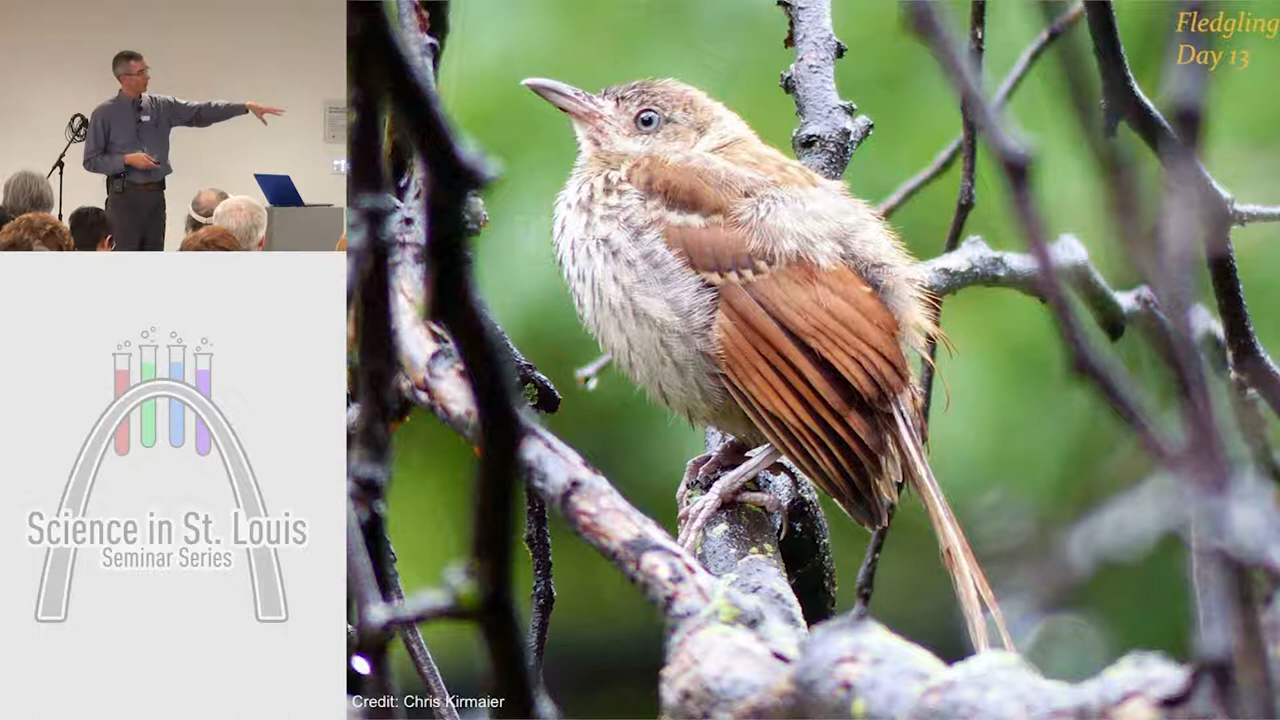 Fledgling
Day 13
Science in St. Louis
Seminar Series
Credit: Chris Kirmaier